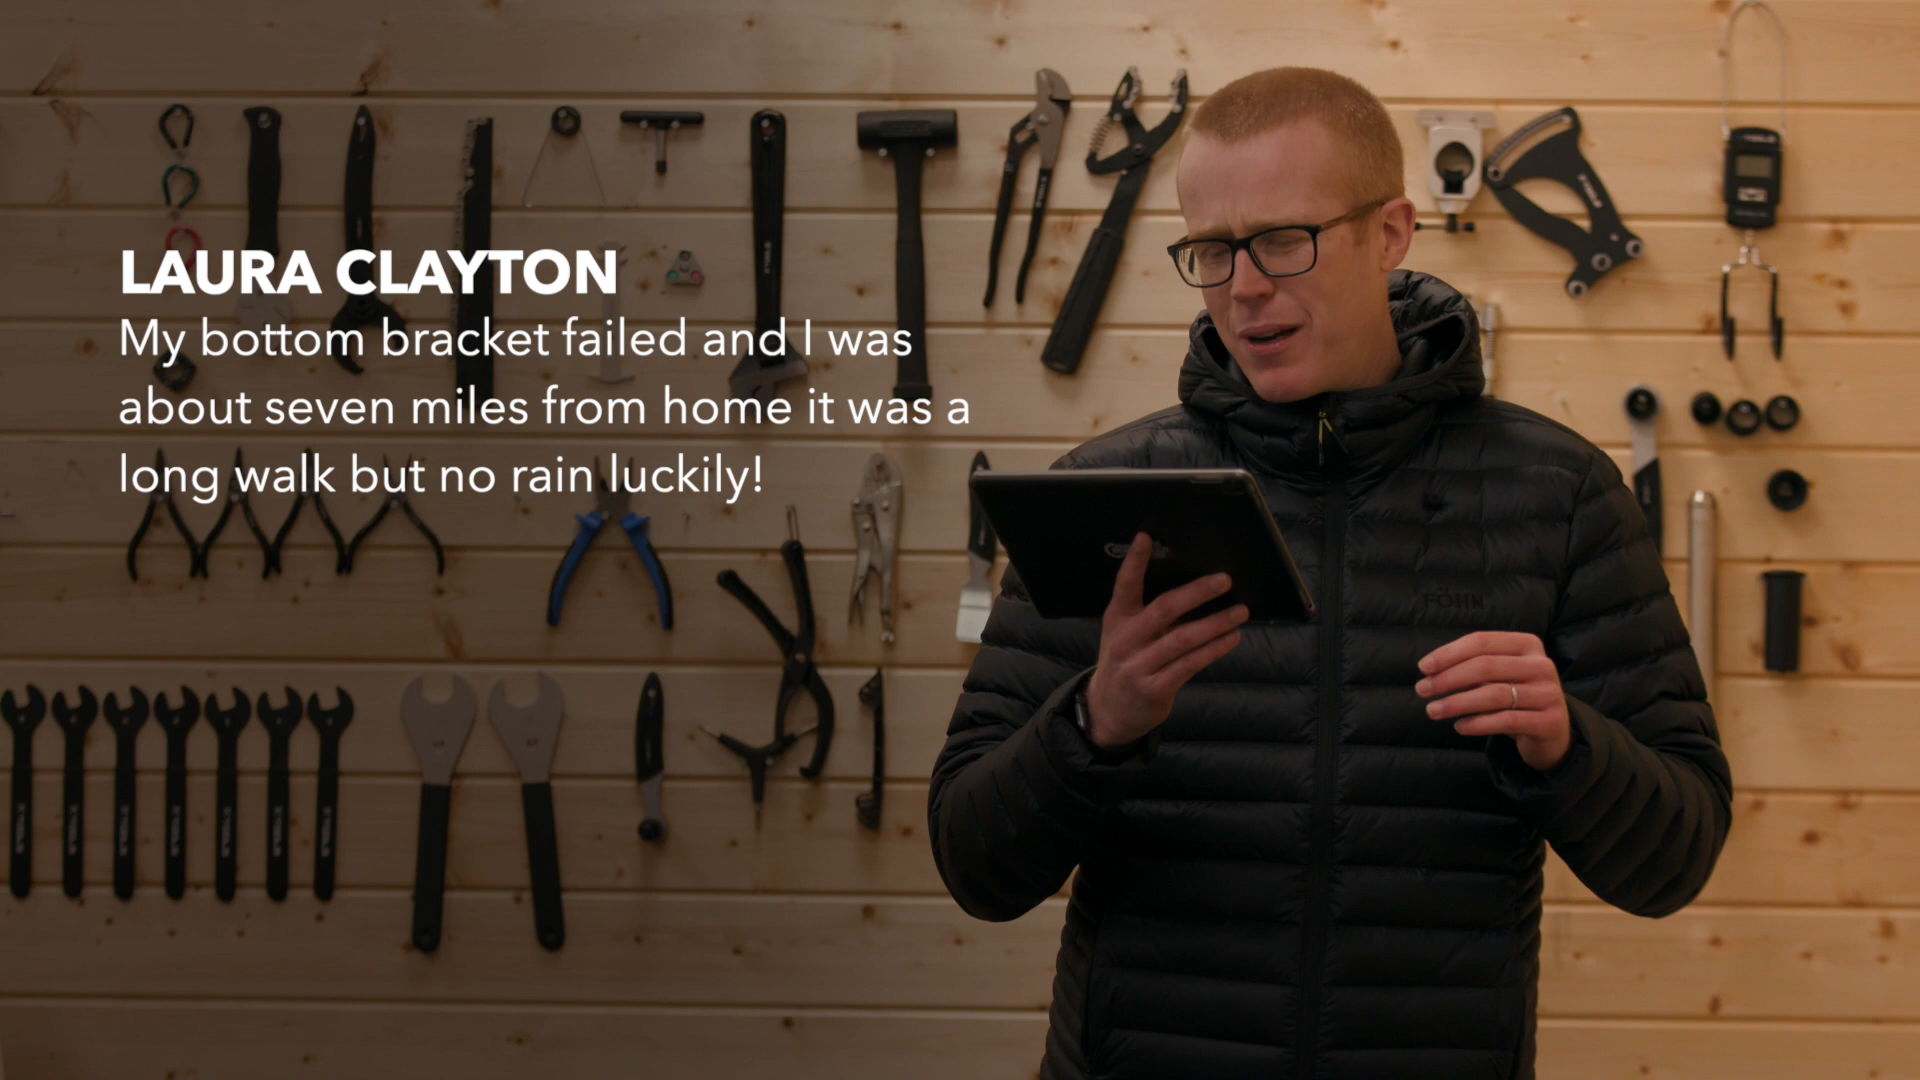 LAURA CLAYTON
My bottom bracket failed and I was
about seven miles from home it was a
long walk but no rain luckily!
FÖHN